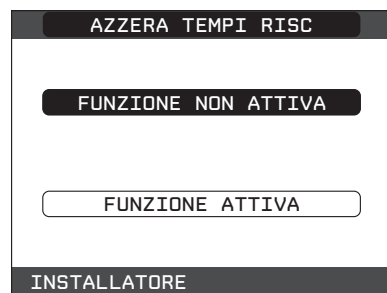 AZZERA TEMPI RISC
FUNZIONE NON ATTIVA
FUNZIONE ATTIVA
INSTALLATORE